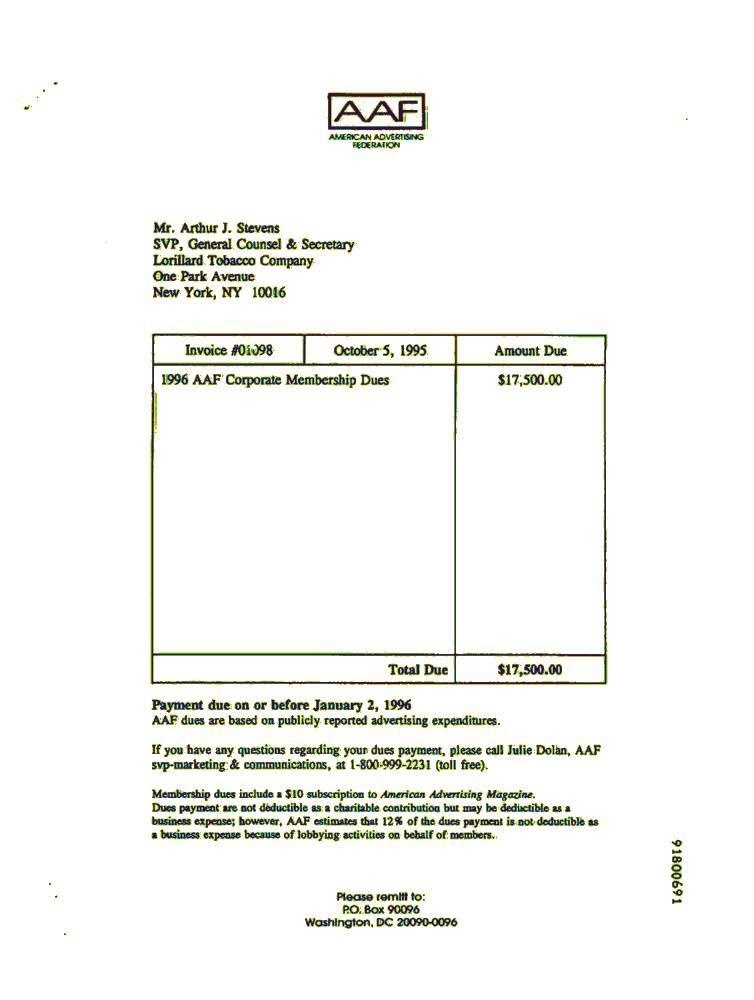 AAF
AMERICAN ADVERTISING
FEDERATION
Mr. Arthur J. Stevens
SVP, General Counsel & Secretary
Lorillard Tobacco Company
One Park Avenue
New York, NY 10016
Invoice October 5, 1995 Amount Due
1996 AAF Corporate Membership Dues $17,500.00
Total Due $17,500.00
Payment due on or before January 2, 1996
AAF dues are based on publicly reported advertising expenditures.
If you have any questions regarding your dues payment, please call Julie Dolan, AAF
svp-marketing & communications, at 1-800-999-2231 (toll free).
Membership dues include a $10 subscription to American Advertising Magazine.
Dues payment are not deductible as a charitable contribution but may be deductible as a
business expense; however, AAF estimates that 12% of the dues payment is not deductible as
a business expense because of lobbying activities on behalf of members.
91800691
Please remitt to:
P.O. Box 90096
Washington, DC 20090-0096